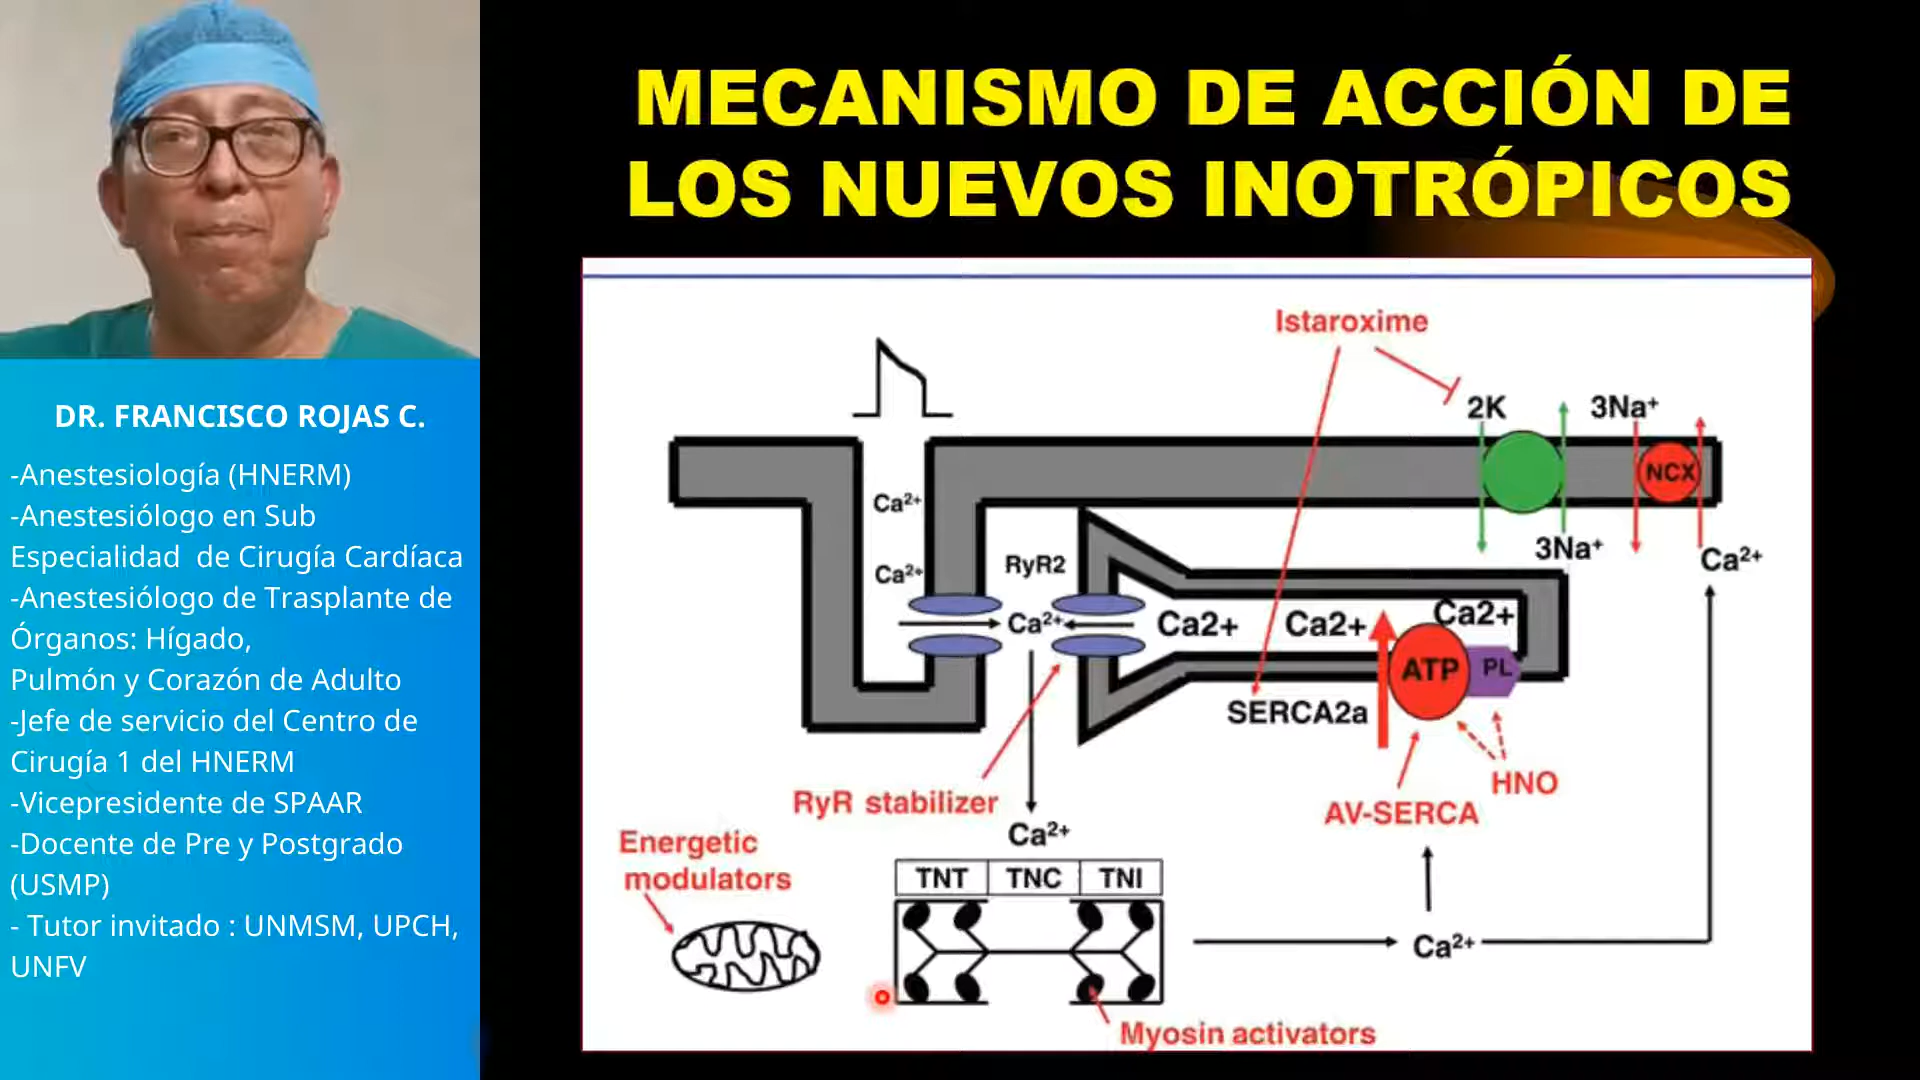 MECANISMO DE ACCIÓN DE
LOS NUEVOS INOTRÓPICOS
DR. FRANCISCO ROJAS C.
-Anestesiología (HNERM)
-Anestesiólogo en Sub
Especialidad de Cirugía Cardíaca
-Anestesiólogo de Trasplante de
Órganos: Hígado,
Pulmón y Corazón de Adulto
-Jefe de servicio del Centro de
Cirugía 1 del HNERM
-Vicepresidente de SPAAR
-Docente de Pre y Postgrado
(USMP)
- Tutor invitado : UNMSM, UPCH,
UNFV
Istaroxime
2K
3Na⁺
NCX
3Na⁺
Ca²⁺
Ca²⁺
Ca²⁺
RyR2
Ca²⁺
Ca2+
Ca2+
Ca2+
ATP
PL
SERCA2a
HNO
AV-SERCA
RyR stabilizer
Ca²⁺
Energetic
modulators
TNT TNC TNI
Ca²⁺
Myosin activators